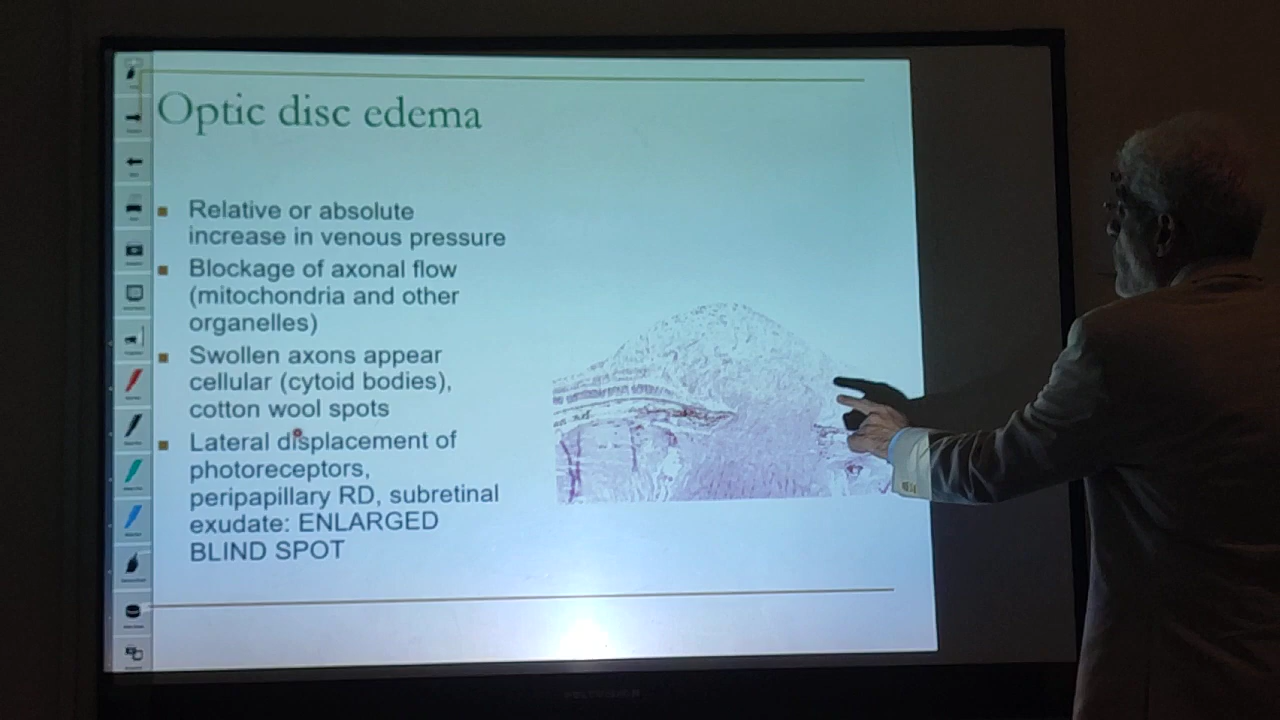 Optic disc edema
Relative or absolute
increase in venous pressure
Blockage of axonal flow
(mitochondria and other
organelles)
Swollen axons appear
cellular (cytoid bodies),
cotton wool spots
Lateral displacement of
photoreceptors,
peripapillary RD, subretinal
exudate: ENLARGED
BLIND SPOT